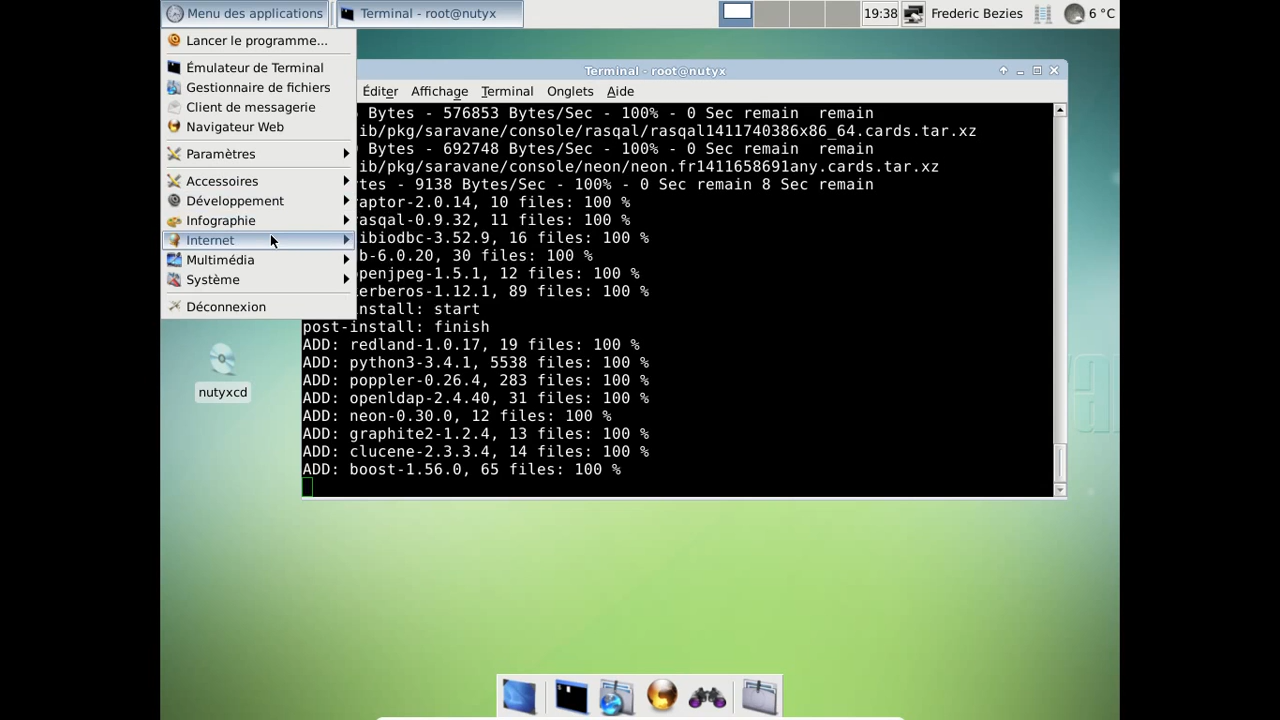 Menu des applications
Terminal - root@nutyx
19:38
Frederic Bezies
6 °C
Lancer le programme...
Émulateur de Terminal
Gestionnaire de fichiers
Client de messagerie
Navigateur Web
Paramètres
Accessoires
Développement
Infographie
Internet
Multimédia
Système
Déconnexion
nutyxcd
Terminal - root@nutyx
Éditer Affichage Terminal Onglets Aide
Bytes - 576853 Bytes/Sec - 100% - 0 Sec remain  remain
ib/pkg/saravane/console/rasqal/rasqal1411740386x86_64.cards.tar.xz
Bytes - 692748 Bytes/Sec - 100% - 0 Sec remain  remain
ib/pkg/saravane/console/neon/neon.fr1411658691any.cards.tar.xz
tes - 9138 Bytes/Sec - 100% - 0 Sec remain 8 Sec remain
aptor-2.0.14, 10 files: 100 %
asqal-0.9.32, 11 files: 100 %
ibiodbc-3.52.9, 16 files: 100 %
b-6.0.20, 30 files: 100 %
penjpeg-1.5.1, 12 files: 100 %
erberos-1.12.1, 89 files: 100 %
install: start
post-install: finish
ADD: redland-1.0.17, 19 files: 100 %
ADD: python3-3.4.1, 5538 files: 100 %
ADD: poppler-0.26.4, 283 files: 100 %
ADD: openldap-2.4.40, 31 files: 100 %
ADD: neon-0.30.0, 12 files: 100 %
ADD: graphite2-1.2.4, 13 files: 100 %
ADD: clucene-2.3.3.4, 14 files: 100 %
ADD: boost-1.56.0, 65 files: 100 %